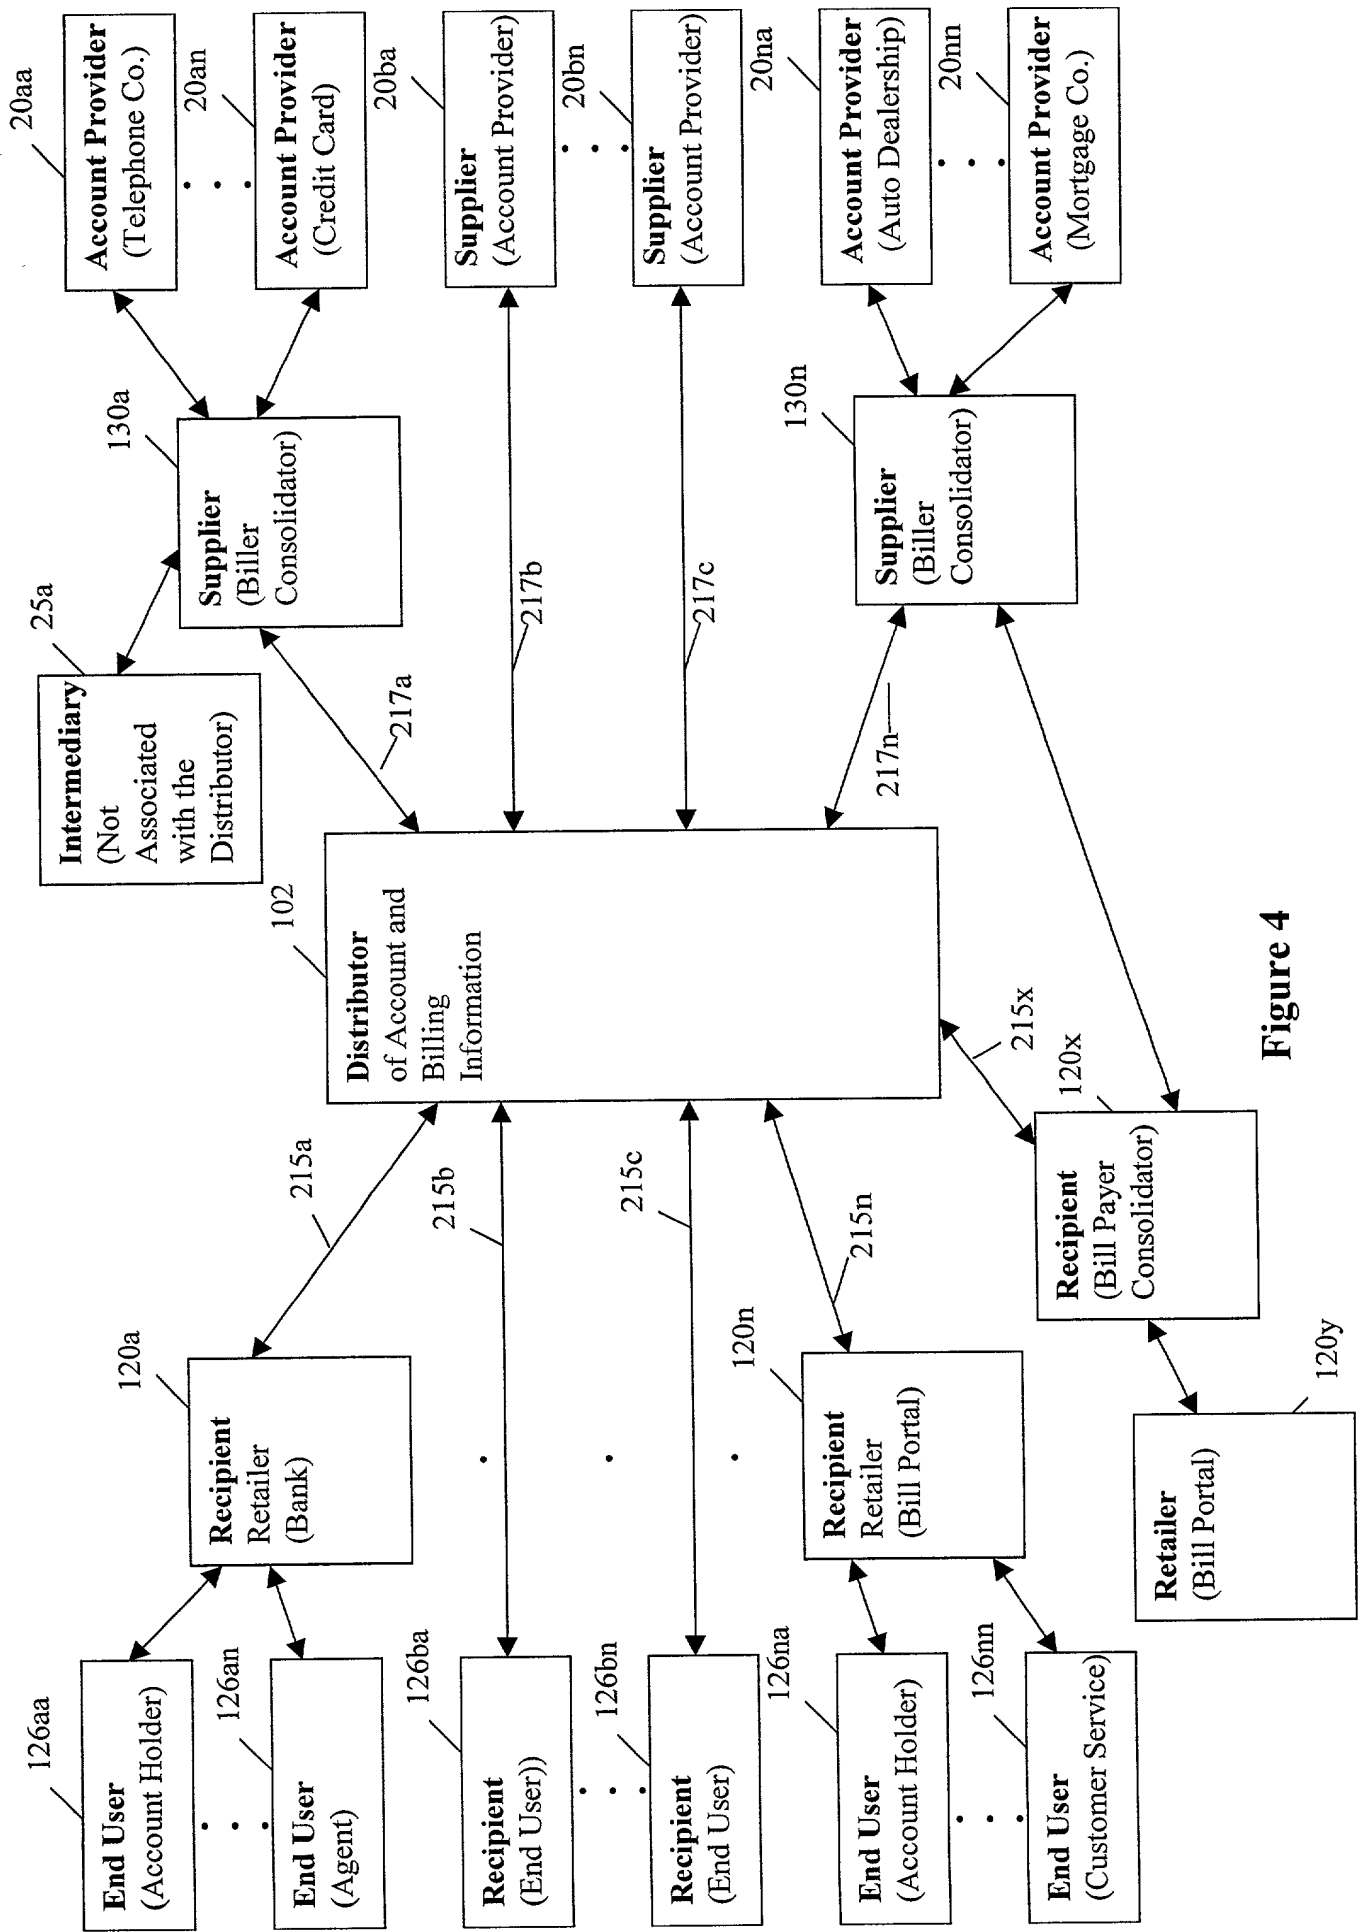 126aa
End User
(Account Holder)
126an
End User
(Agent)
126ba
Recipient
(End User))
126bn
Recipient
(End User)
126na
End User
(Account Holder)
126nn
End User
(Customer Service)
120a
Recipient
Retailer
(Bank)
120n
Recipient
Retailer
(Bill Portal)
Retailer
(Bill Portal)
120y
215a
215b
215c
215n
Recipient
(Bill Payer
Consolidator)
120x
215x
102
Distributor
of Account and
Billing
Information
Intermediary
(Not
Associated
with the
Distributor)
25a
217a
217b
217c
217n
130a
Supplier
(Biller
Consolidator)
130n
Supplier
(Biller
Consolidator)
20aa
Account Provider
(Telephone Co.)
20an
Account Provider
(Credit Card)
20ba
Supplier
(Account Provider)
20bn
Supplier
(Account Provider)
20na
Account Provider
(Auto Dealership)
20nn
Account Provider
(Mortgage Co.)
Figure 4